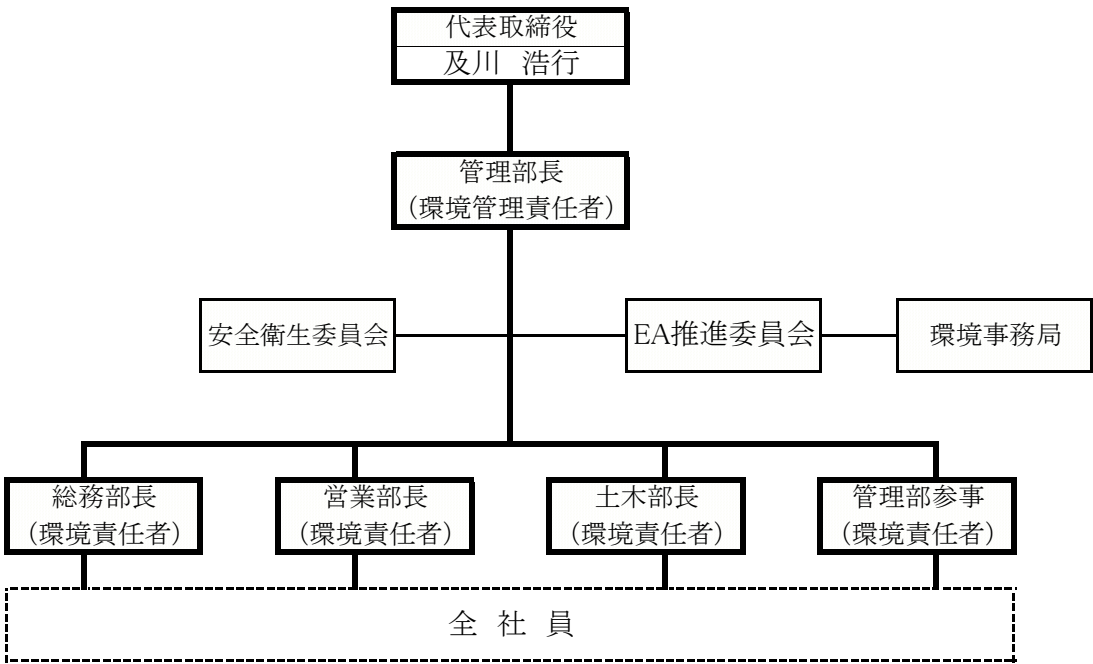 代表取締役
及川 浩行
管理部長
(環境管理責任者)
安全衛生委員会
EA推進委員会
環境事務局
総務部長
(環境責任者)
営業部長
(環境責任者)
土木部長
(環境責任者)
管理部参事
(環境責任者)
全 社 員